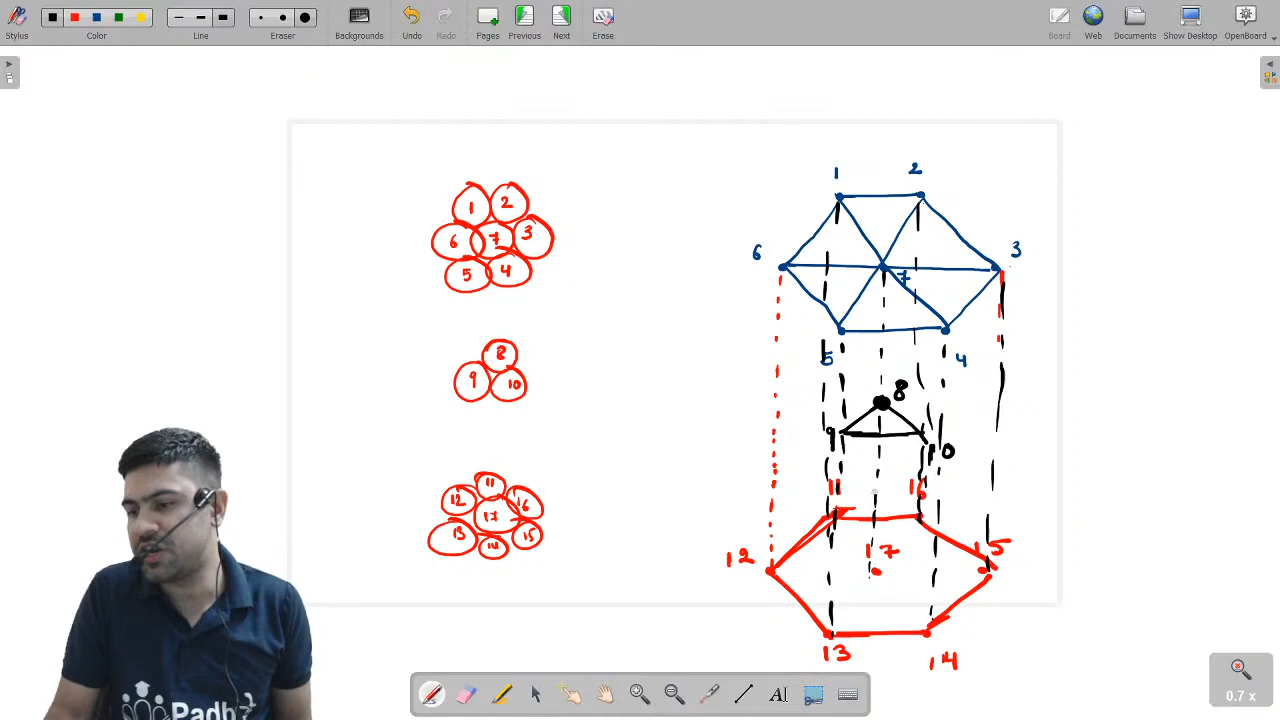 Stylus
Color
Line
Eraser
Backgrounds
Undo
Redo
Pages
Previous
Next
Erase
Board
Web
Documents
Show Desktop
OpenBoard
1 2
6 7 3
5 4
8
9 10
11
12 16
17
13 15
14
1 2
6 3
7
5 4
8
9 10
11 16
12 17 15
13 14
Padh
AI
0.7 x